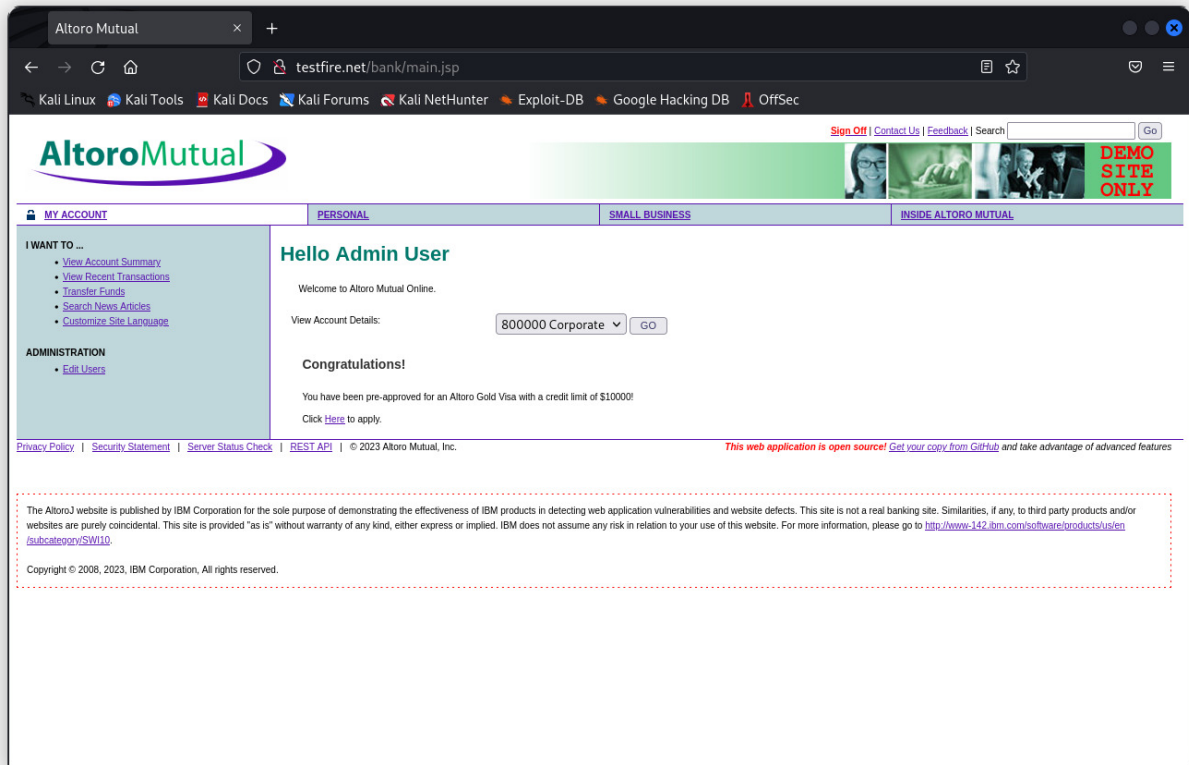 Altoro Mutual
testfire.net/bank/main.jsp
Kali Linux Kali Tools Kali Docs Kali Forums Kali NetHunter Exploit-DB Google Hacking DB OffSec
Sign Off | Contact Us | Feedback | Search Go
AltoroMutual
DEMO
SITE
ONLY
MY ACCOUNT PERSONAL SMALL BUSINESS INSIDE ALTORO MUTUAL
I WANT TO ...
• View Account Summary
• View Recent Transactions
• Transfer Funds
• Search News Articles
• Customize Site Language
ADMINISTRATION
• Edit Users
Hello Admin User
Welcome to Altoro Mutual Online.
View Account Details: 800000 Corporate GO
Congratulations!
You have been pre-approved for an Altoro Gold Visa with a credit limit of $10000!
Click Here to apply.
Privacy Policy | Security Statement | Server Status Check | REST API | © 2023 Altoro Mutual, Inc. This web application is open source! Get your copy from GitHub and take advantage of advanced features
The AltoroJ website is published by IBM Corporation for the sole purpose of demonstrating the effectiveness of IBM products in detecting web application vulnerabilities and website defects. This site is not a real banking site. Similarities, if any, to third party products and/or
websites are purely coincidental. This site is provided "as is" without warranty of any kind, either express or implied. IBM does not assume any risk in relation to your use of this website. For more information, please go to http://www-142.ibm.com/software/products/us/en
/subcategory/SWI10.
Copyright © 2008, 2023, IBM Corporation, All rights reserved.